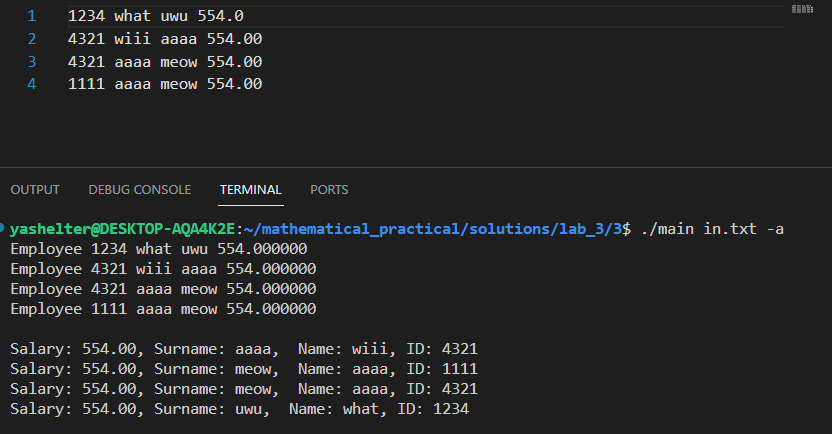 1 1234 what uwu 554.0
2 4321 wiii aaaa 554.00
3 4321 aaaa meow 554.00
4 1111 aaaa meow 554.00
OUTPUT DEBUG CONSOLE TERMINAL PORTS
yashelter@DESKTOP-AQA4K2E:~/mathematical_practical/solutions/lab_3/3$ ./main in.txt -a
Employee 1234 what uwu 554.000000
Employee 4321 wiii aaaa 554.000000
Employee 4321 aaaa meow 554.000000
Employee 1111 aaaa meow 554.000000
Salary: 554.00, Surname: aaaa,  Name: wiii, ID: 4321
Salary: 554.00, Surname: meow,  Name: aaaa, ID: 1111
Salary: 554.00, Surname: meow,  Name: aaaa, ID: 4321
Salary: 554.00, Surname: uwu,  Name: what, ID: 1234